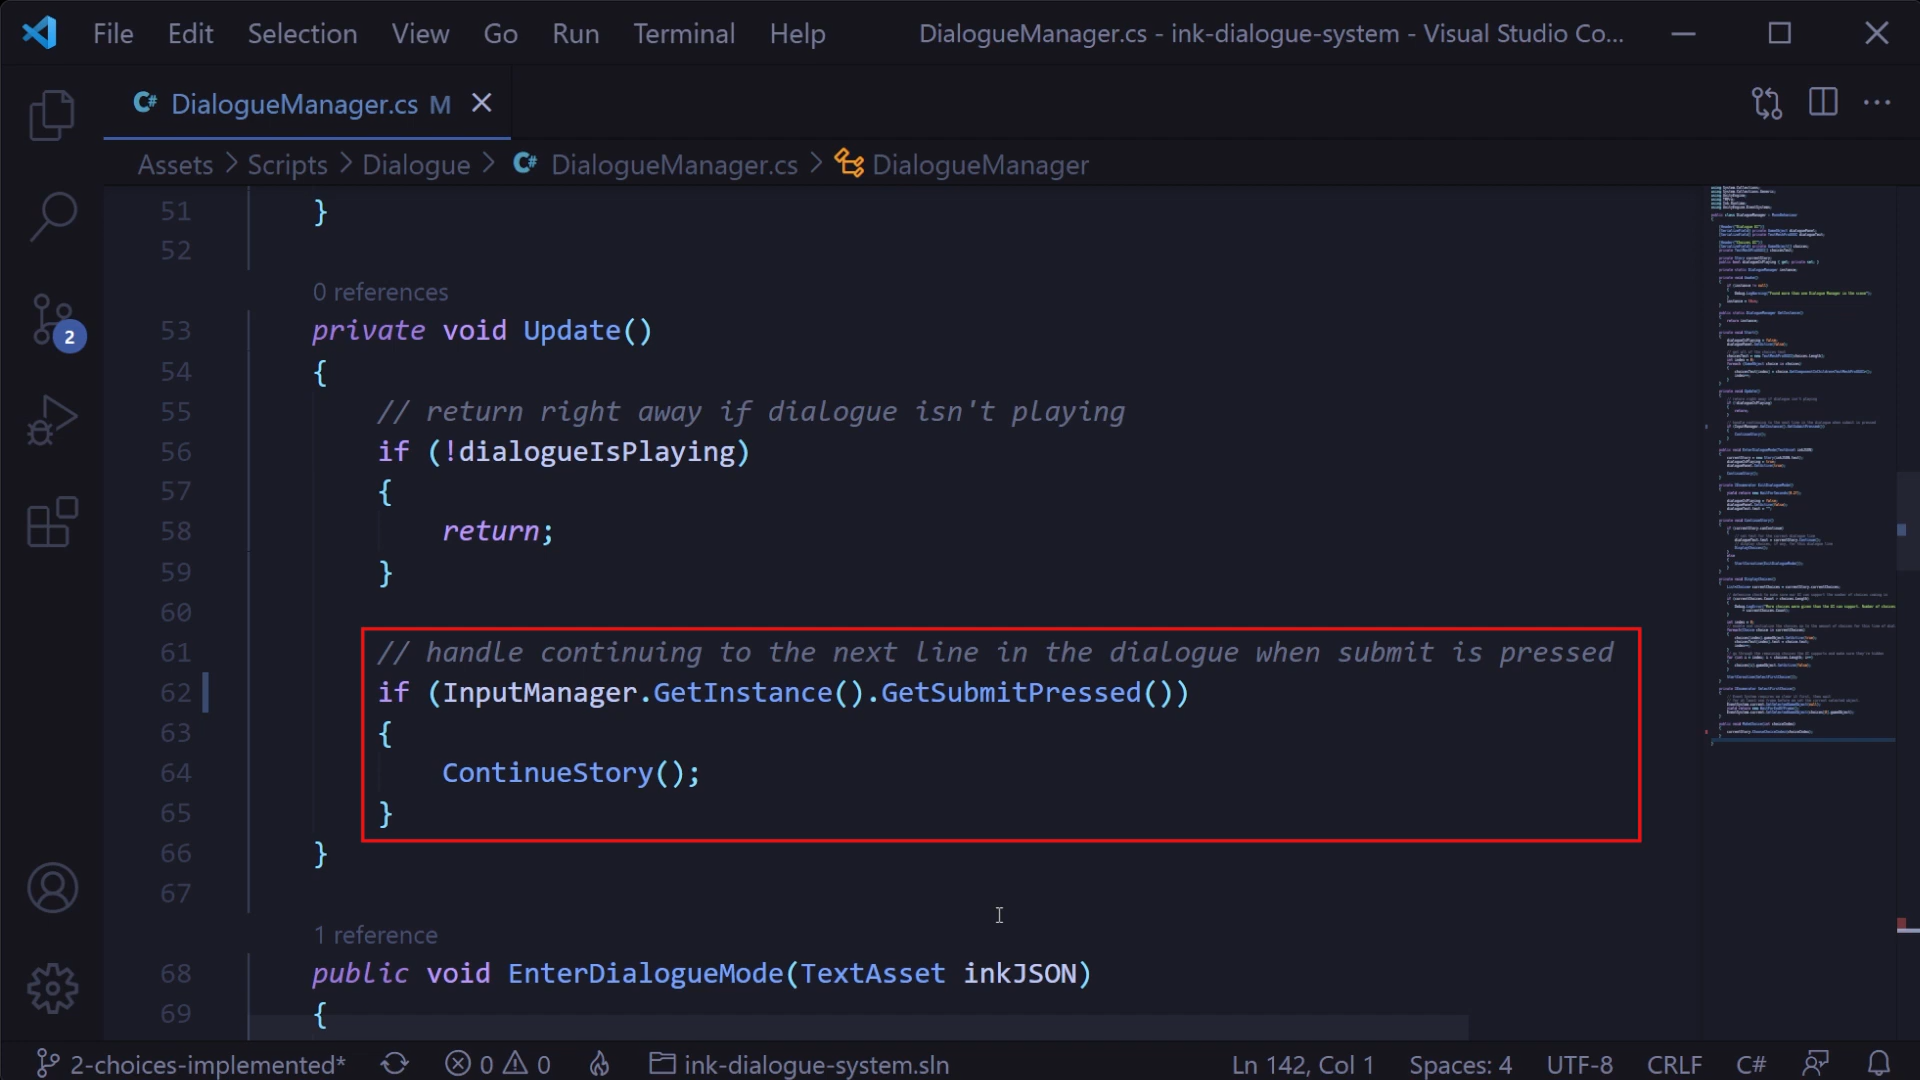 File Edit Selection View Go Run Terminal Help DialogueManager.cs - ink-dialogue-system - Visual Studio Co...
DialogueManager.cs M
Assets > Scripts > Dialogue > DialogueManager.cs > DialogueManager
51 }
52
0 references
53 private void Update()
54 {
55 // return right away if dialogue isn't playing
56 if (!dialogueIsPlaying)
57 {
58 return;
59 }
60
61 // handle continuing to the next line in the dialogue when submit is pressed
62 if (InputManager.GetInstance().GetSubmitPressed())
63 {
64 ContinueStory();
65 }
66 }
67
1 reference
68 public void EnterDialogueMode(TextAsset inkJSON)
69 {
2
2-choices-implemented* 0 0 ink-dialogue-system.sln Ln 142, Col 1 Spaces: 4 UTF-8 CRLF C#